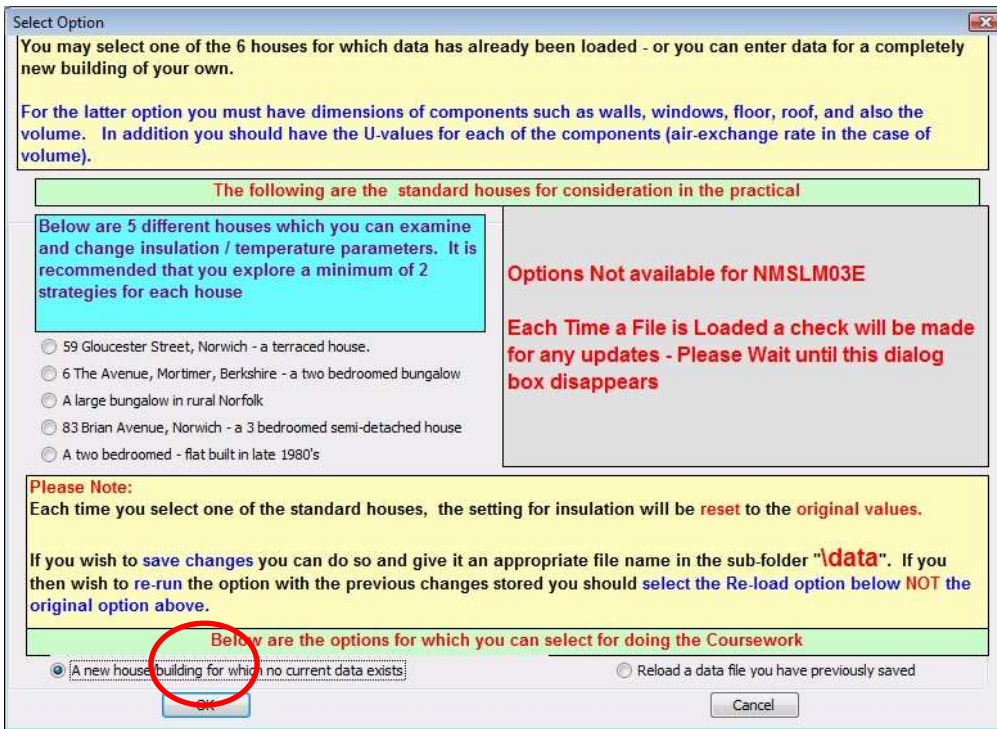 Select Option
You may select one of the 6 houses for which data has already been loaded - or you can enter data for a completely
new building of your own.
For the latter option you must have dimensions of components such as walls, windows, floor, roof, and also the
volume. In addition you should have the U-values for each of the components (air-exchange rate in the case of
volume).
The following are the standard houses for consideration in the practical
Below are 5 different houses which you can examine
and change insulation / temperature parameters. It is
recommended that you explore a minimum of 2
strategies for each house
59 Gloucester Street, Norwich - a terraced house.
6 The Avenue, Mortimer, Berkshire - a two bedroomed bungalow
A large bungalow in rural Norfolk
83 Brian Avenue, Norwich - a 3 bedroomed semi-detached house
A two bedroomed - flat built in late 1980's
Options Not available for NMSLM03E
Each Time a File is Loaded a check will be made
for any updates - Please Wait until this dialog
box disappears
Please Note:
Each time you select one of the standard houses, the setting for insulation will be reset to the original values.
If you wish to save changes you can do so and give it an appropriate file name in the sub-folder "\data". If you
then wish to re-run the option with the previous changes stored you should select the Re-load option below NOT the
original option above.
Below are the options for which you can select for doing the Coursework
A new house/building for which no current data exists
Reload a data file you have previously saved
OK
Cancel